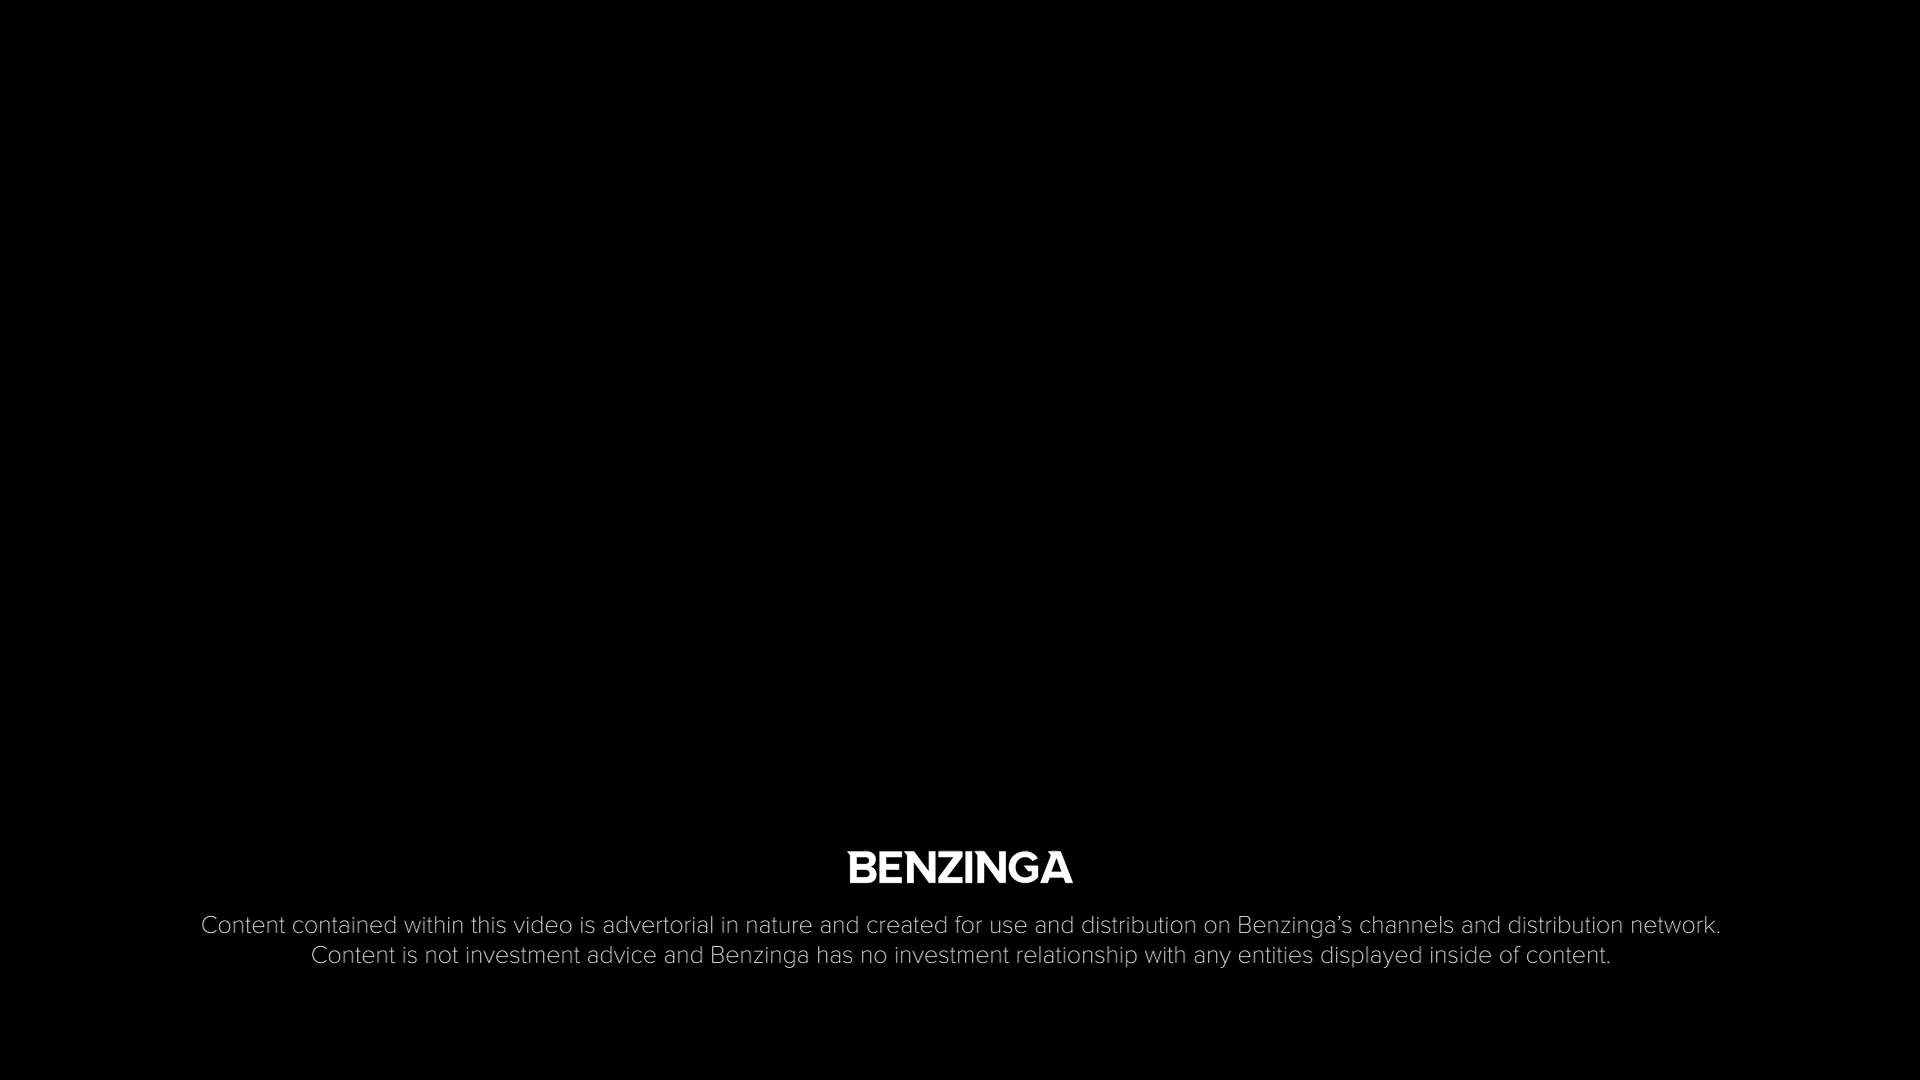 BENZINGA
Content contained within this video is advertorial in nature and created for use and distribution on Benzinga’s channels and distribution network.
Content is not investment advice and Benzinga has no investment relationship with any entities displayed inside of content.